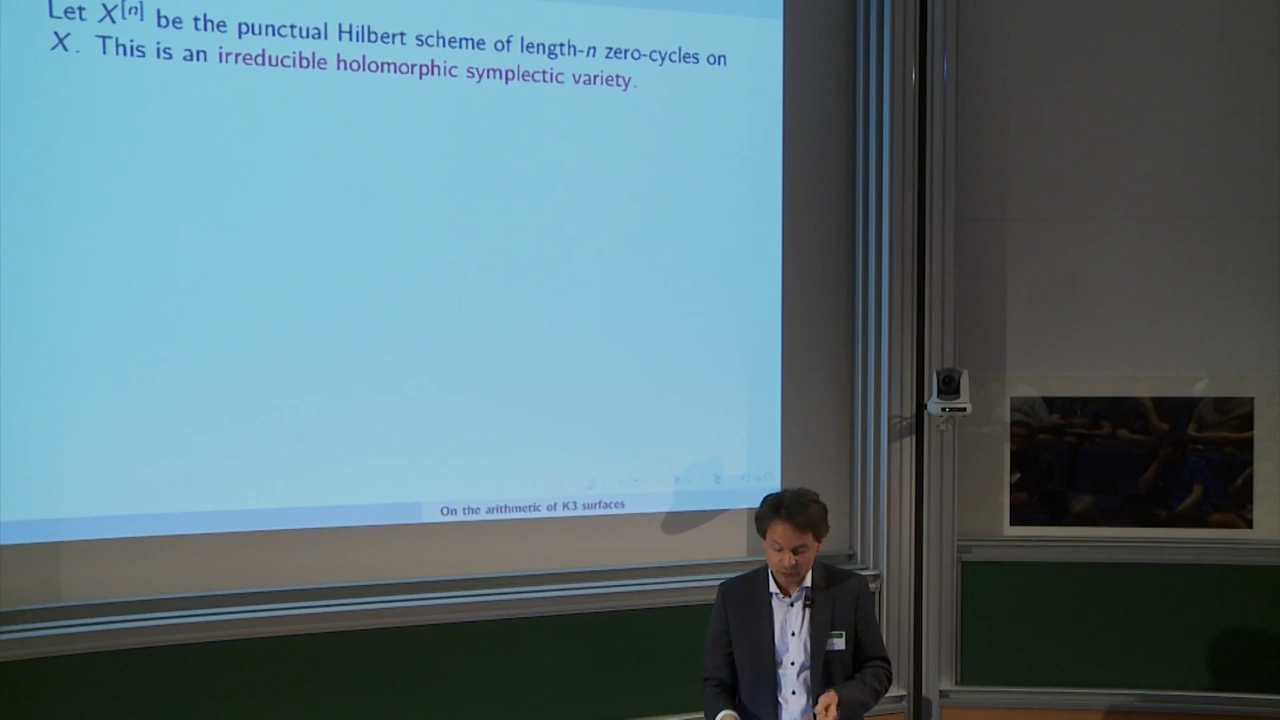 Let X^[n] be the punctual Hilbert scheme of length-n zero-cycles on
X. This is an irreducible holomorphic symplectic variety.
On the arithmetic of K3 surfaces